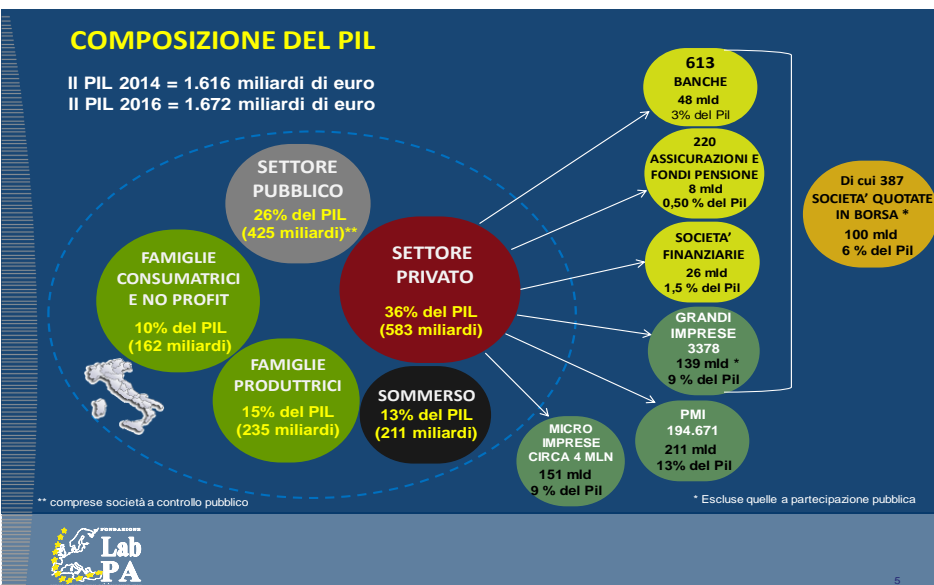 COMPOSIZIONE DEL PIL
Il PIL 2014 = 1.616 miliardi di euro
Il PIL 2016 = 1.672 miliardi di euro
SETTORE
PUBBLICO
26% del PIL
(425 miliardi)**
FAMIGLIE
CONSUMATRICI
E NO PROFIT
10% del PIL
(162 miliardi)
SETTORE
PRIVATO
36% del PIL
(583 miliardi)
FAMIGLIE
PRODUTTRICI
15% del PIL
(235 miliardi)
SOMMERSO
13% del PIL
(211 miliardi)
613
BANCHE
48 mld
3% del Pil
220
ASSICURAZIONI E
FONDI PENSIONE
8 mld
0,50 % del Pil
SOCIETA’
FINANZIARIE
26 mld
1,5 % del Pil
GRANDI
IMPRESE
3378
139 mld *
9 % del Pil
PMI
194.671
211 mld
13% del Pil
MICRO
IMPRESE
CIRCA 4 MLN
151 mld
9 % del Pil
Di cui 387
SOCIETA’ QUOTATE
IN BORSA *
100 mld
6 % del Pil
** comprese società a controllo pubblico
* Escluse quelle a partecipazione pubblica
FONDAZIONE
Lab
PA
5